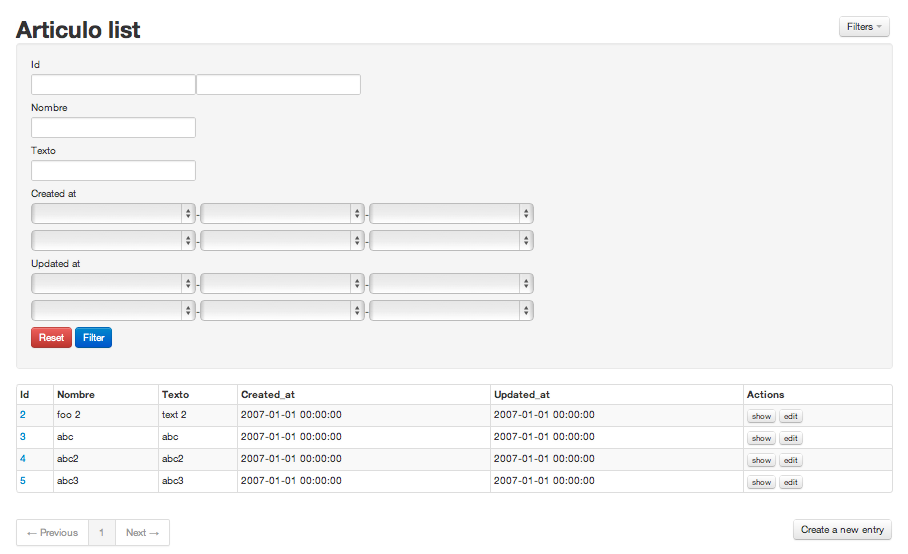 Articulo list
Filters
Id
Nombre
Texto
Created at
- -
- -
Updated at
- -
- -
Reset Filter
Id Nombre Texto Created_at Updated_at Actions
2 foo 2 text 2 2007-01-01 00:00:00 2007-01-01 00:00:00 show edit
3 abc abc 2007-01-01 00:00:00 2007-01-01 00:00:00 show edit
4 abc2 abc2 2007-01-01 00:00:00 2007-01-01 00:00:00 show edit
5 abc3 abc3 2007-01-01 00:00:00 2007-01-01 00:00:00 show edit
← Previous 1 Next → Create a new entry